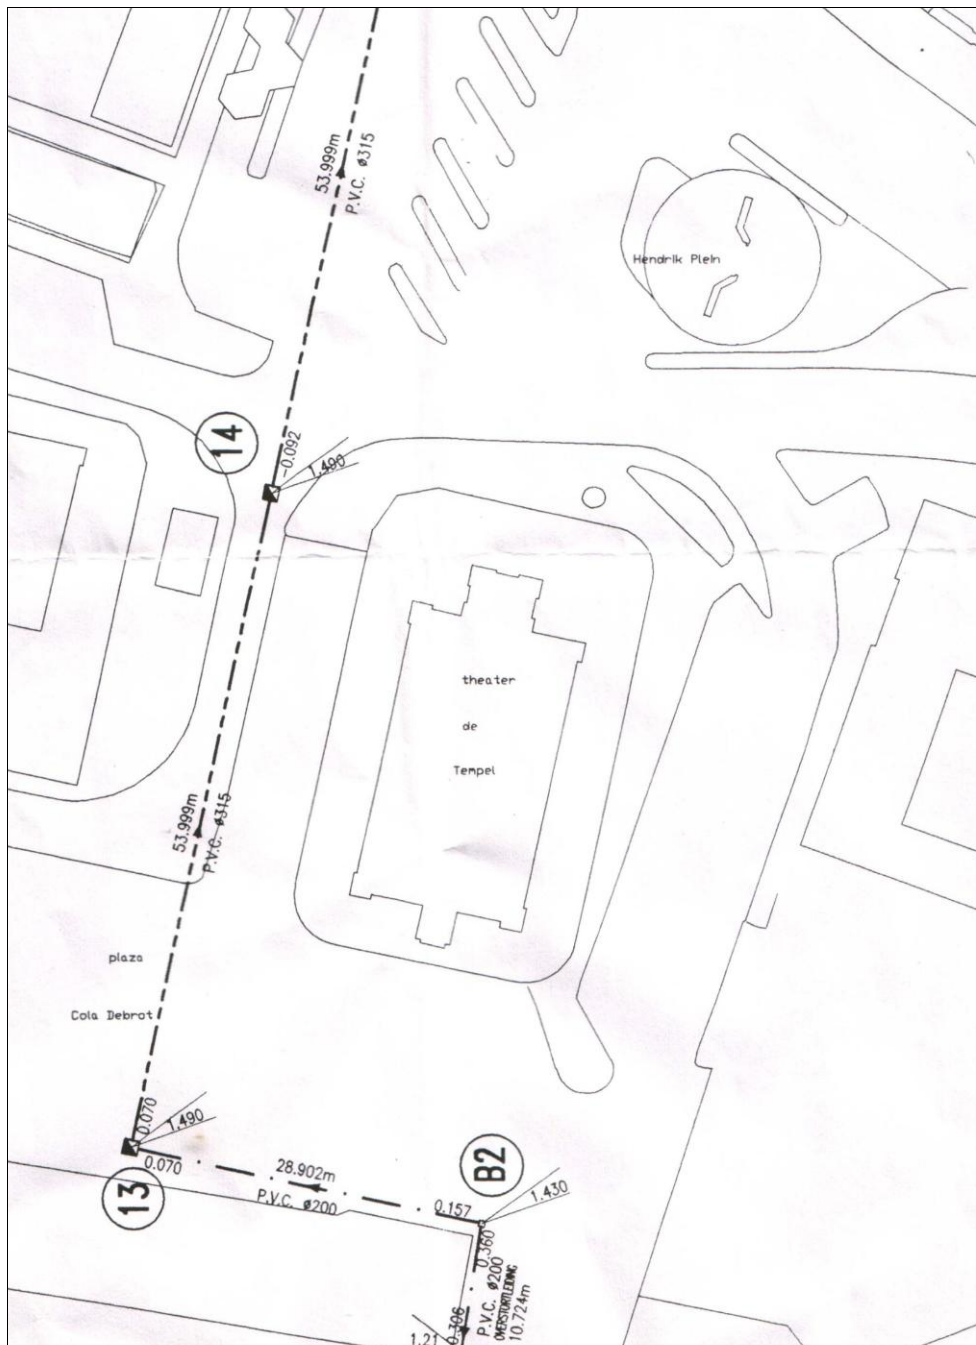 53.999m
P.V.C. ø315
Hendrik Plein
14
-0.092
1.490
theater
de
Tempel
53.999m
P.V.C. ø315
plaza
Cola Debrot
0.070
1.490
0.070
13
28.902m
P.V.C. ø200
B2
0.157
1.430
0.360
P.V.C. ø200
OVERSTORTLEIDING
10.724m
0.306
1.21